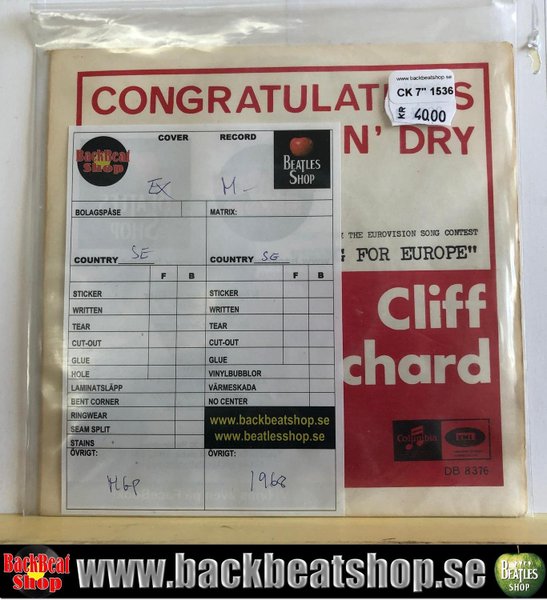 www.backbeatshop.se
CK 7" 1536
KR 40.00
CONGRATULAT S
N' DRY
THE EUROVISION SONG CONTEST
FOR EUROPE"
Cliff
chard
Columbia
EMI
DB 8376
BackBeat
Shop
COVER RECORD
BEATLES
SHOP
EX M-
BOLAGSPÅSE MATRIX:
COUNTRY SE COUNTRY SE
F B F B
STICKER STICKER
WRITTEN WRITTEN
TEAR TEAR
CUT-OUT CUT-OUT
GLUE GLUE
HOLE VINYLBUBBLOR
LAMINATSLÄPP VÄRMESKADA
BENT CORNER NO CENTER
RINGWEAR
SEAM SPLIT
STAINS
www.backbeatshop.se
www.beatlesshop.se
ÖVRIGT: ÖVRIGT:
MGP 1968
BackBeat
Shop
www.backbeatshop.se
BEATLES
SHOP